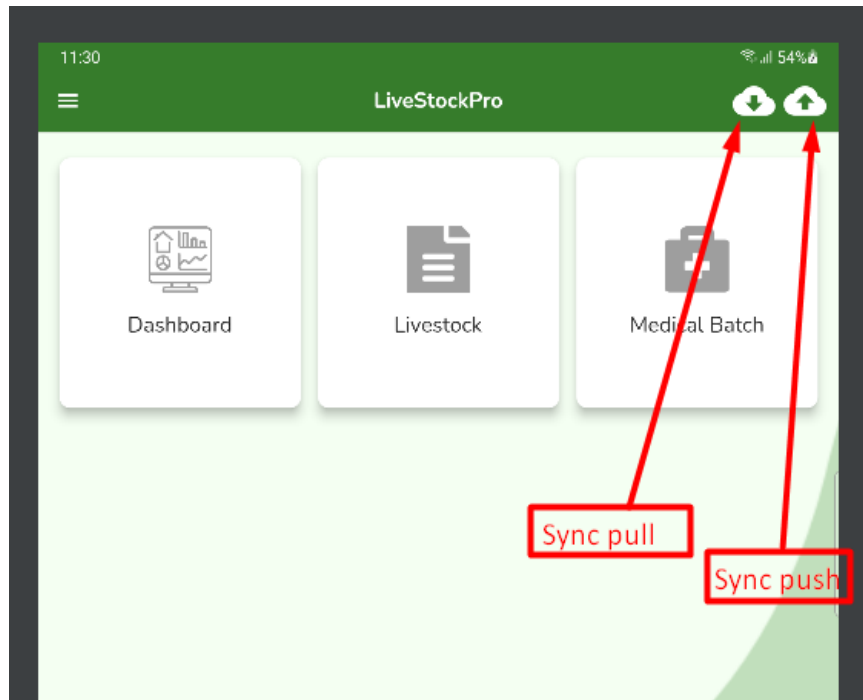 11:30
54%
LiveStockPro
Dashboard
Livestock
Medical Batch
Sync pull
Sync push